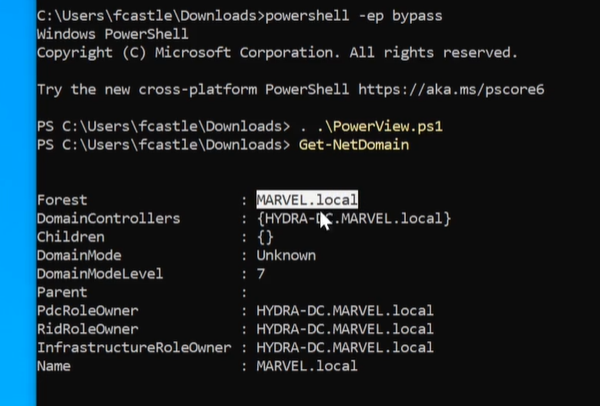 C:\Users\fcastle\Downloads>powershell -ep bypass
Windows PowerShell
Copyright (C) Microsoft Corporation. All rights reserved.
Try the new cross-platform PowerShell https://aka.ms/pscore6
PS C:\Users\fcastle\Downloads> . .\PowerView.ps1
PS C:\Users\fcastle\Downloads> Get-NetDomain
Forest : MARVEL.local
DomainControllers : {HYDRA-DC.MARVEL.local}
Children : {}
DomainMode : Unknown
DomainModeLevel : 7
Parent :
PdcRoleOwner : HYDRA-DC.MARVEL.local
RidRoleOwner : HYDRA-DC.MARVEL.local
InfrastructureRoleOwner : HYDRA-DC.MARVEL.local
Name : MARVEL.local